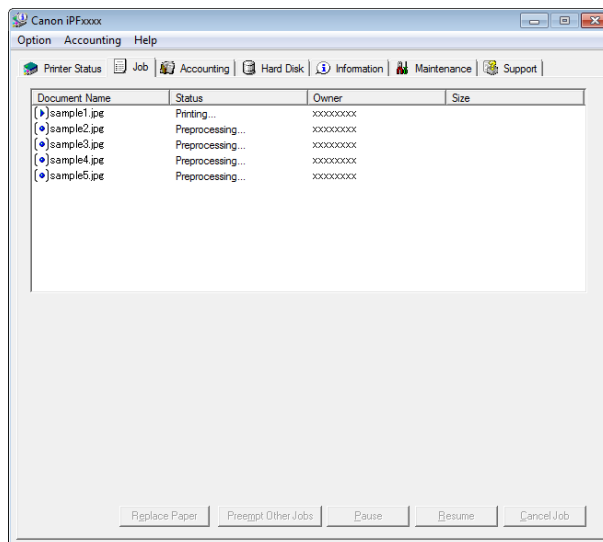 Canon iPFxxxx
Option Accounting Help
Printer Status Job Accounting Hard Disk Information Maintenance Support
Document Name Status Owner Size
sample1.jpg Printing... xxxxxxxx
sample2.jpg Preprocessing... xxxxxxxx
sample3.jpg Preprocessing... xxxxxxxx
sample4.jpg Preprocessing... xxxxxxxx
sample5.jpg Preprocessing... xxxxxxxx
Replace Paper Preempt Other Jobs Pause Resume Cancel Job